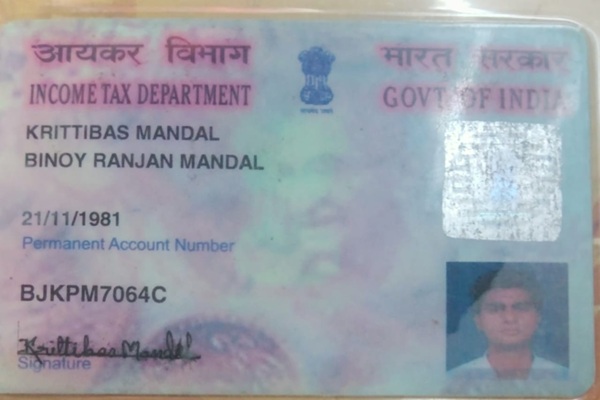 आयकर विभाग
INCOME TAX DEPARTMENT
भारत सरकार
GOVT. OF INDIA
KRITTIBAS MANDAL
BINOY RANJAN MANDAL
21/11/1981
Permanent Account Number
BJKPM7064C
Krittibas Mandal
Signature